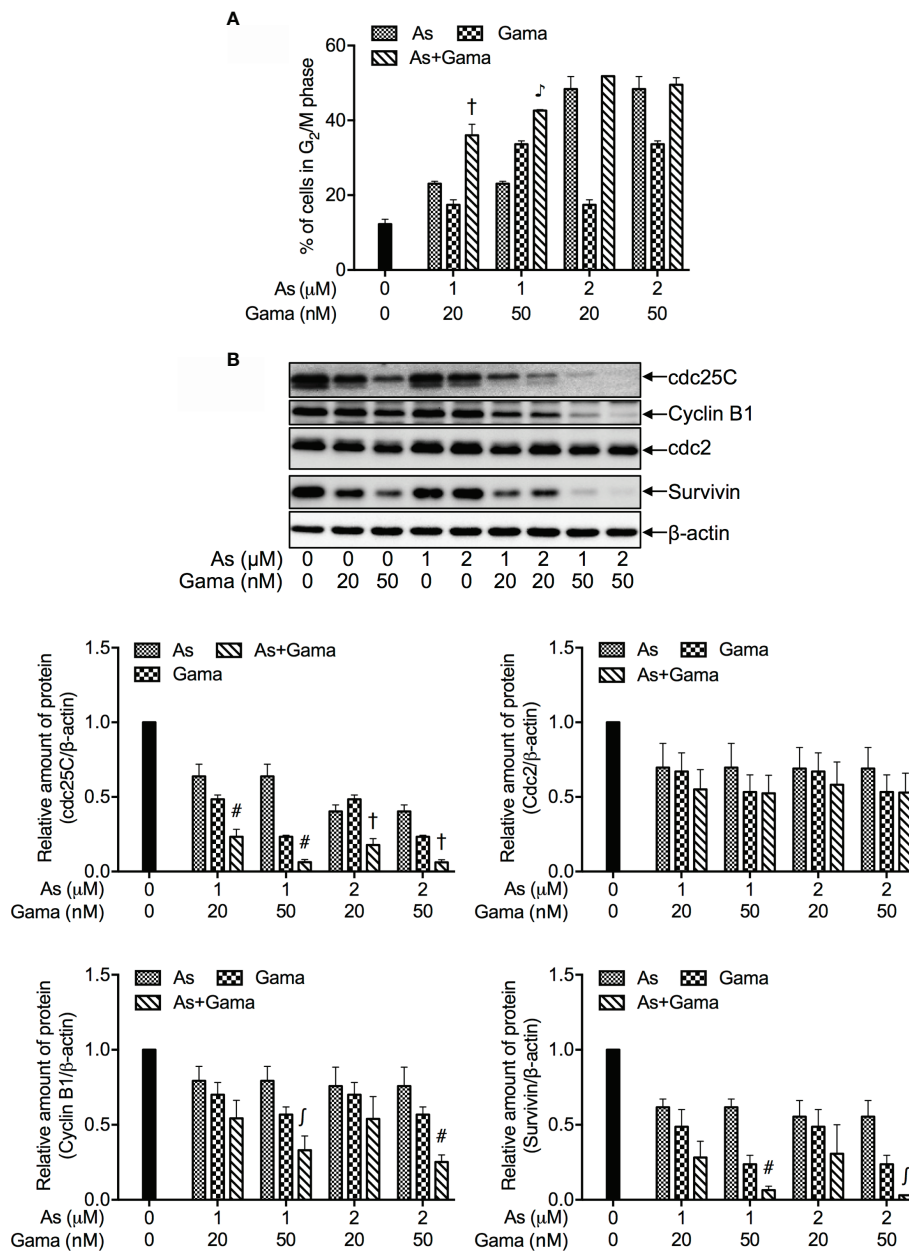 A
As Gama
As+Gama
% of cells in G2/M phase
60
40
20
0
†
♪
As (µM) 0 1 1 2 2
Gama (nM) 0 20 50 20 50
B
cdc25C
Cyclin B1
cdc2
Survivin
β-actin
As (µM) 0 0 0 1 2 1 2 1 2
Gama (nM) 0 20 50 0 0 20 20 50 50
As As+Gama
Gama
Relative amount of protein
(cdc25C/β-actin)
1.5
1.0
0.5
0.0
# # † †
As (µM) 0 1 1 2 2
Gama (nM) 0 20 50 20 50
As Gama
As+Gama
Relative amount of protein
(Cdc2/β-actin)
1.5
1.0
0.5
0.0
As (µM) 0 1 1 2 2
Gama (nM) 0 20 50 20 50
As Gama
As+Gama
Relative amount of protein
(Cyclin B1/β-actin)
1.5
1.0
0.5
0.0
ʃ #
As (µM) 0 1 1 2 2
Gama (nM) 0 20 50 20 50
As Gama
As+Gama
Relative amount of protein
(Survivin/β-actin)
1.5
1.0
0.5
0.0
# ʃ
As (µM) 0 1 1 2 2
Gama (nM) 0 20 50 20 50